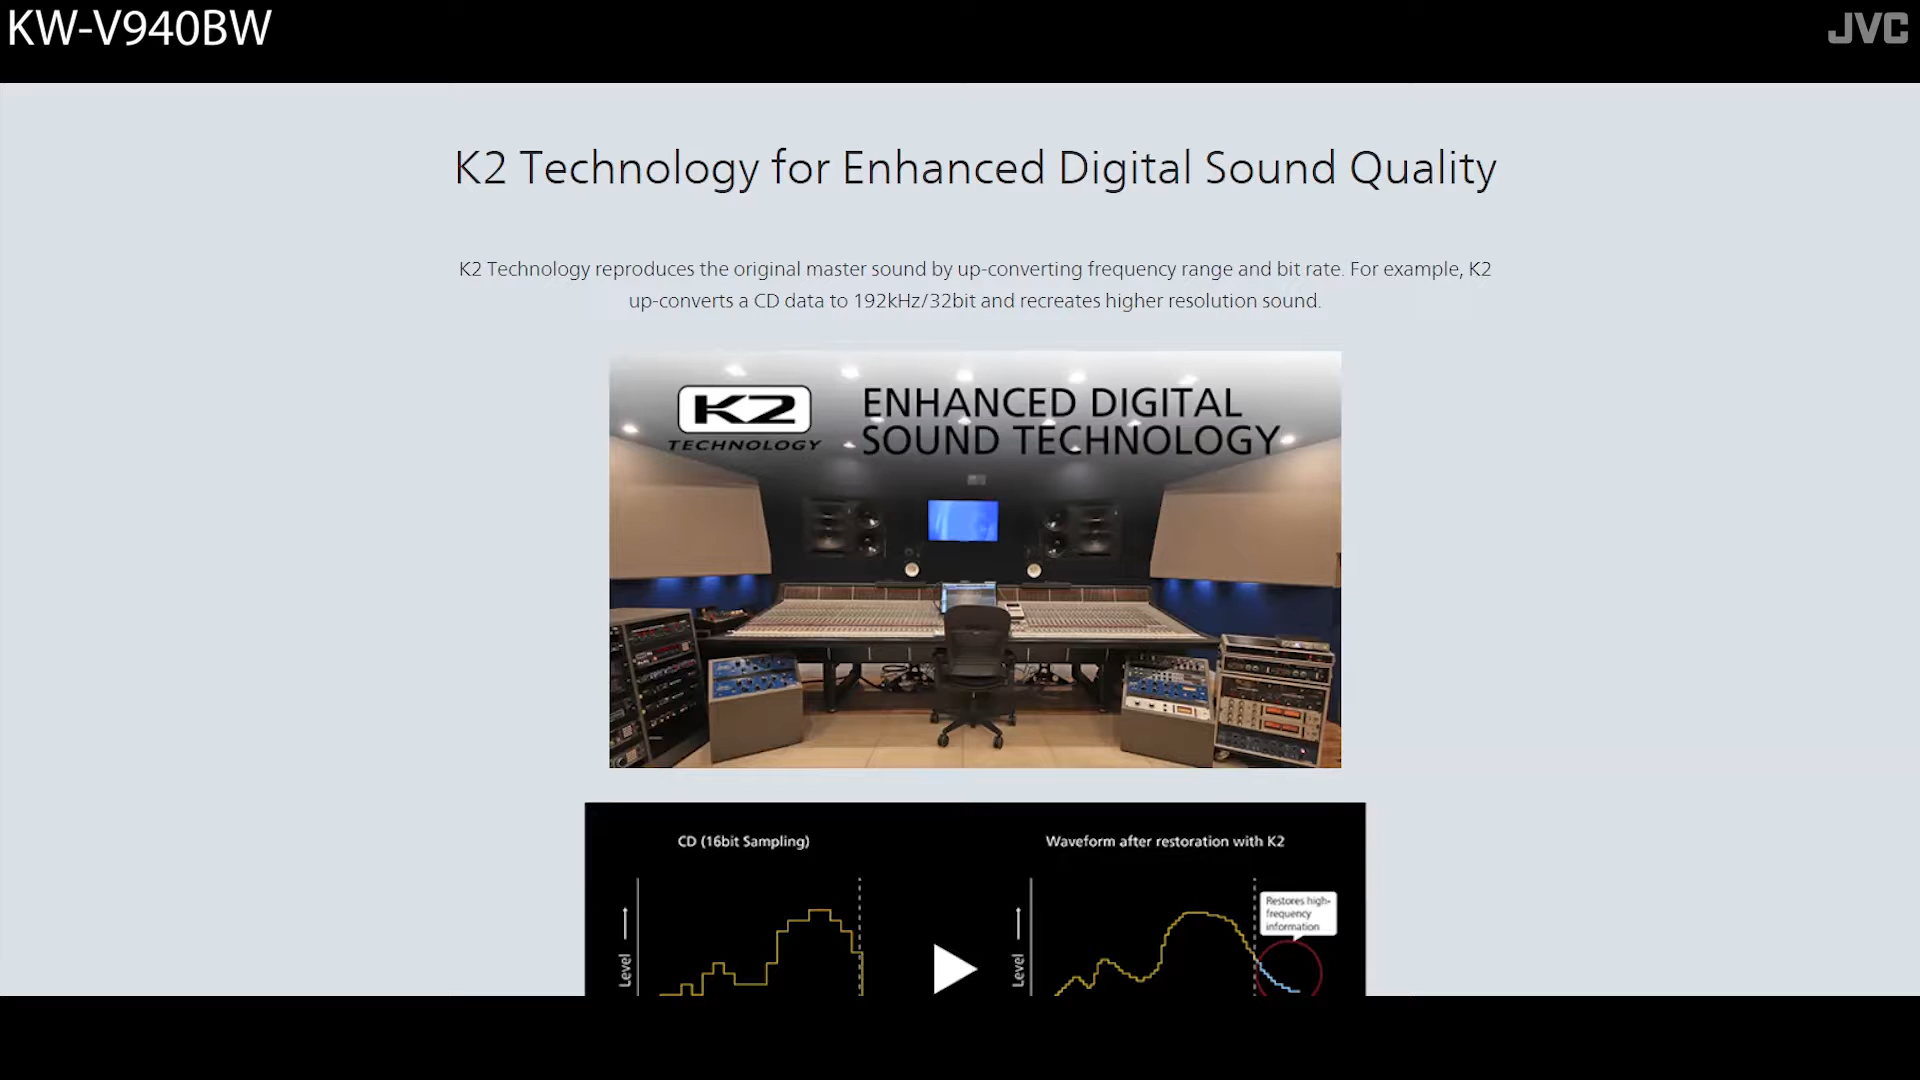 KW-V940BW
JVC
K2 Technology for Enhanced Digital Sound Quality
K2 Technology reproduces the original master sound by up-converting frequency range and bit rate. For example, K2
up-converts a CD data to 192kHz/32bit and recreates higher resolution sound.
K2
TECHNOLOGY
ENHANCED DIGITAL
SOUND TECHNOLOGY
CD (16bit Sampling)
Waveform after restoration with K2
Restores high-
frequency
information
Level
Level